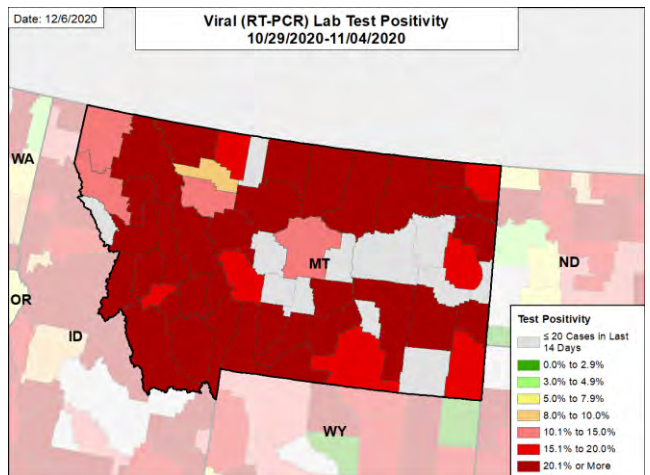 Date: 12/6/2020
Viral (RT-PCR) Lab Test Positivity
10/29/2020-11/04/2020
WA
MT
ND
OR
ID
WY
Test Positivity
≤ 20 Cases in Last
14 Days
0.0% to 2.9%
3.0% to 4.9%
5.0% to 7.9%
8.0% to 10.0%
10.1% to 15.0%
15.1% to 20.0%
20.1% or More